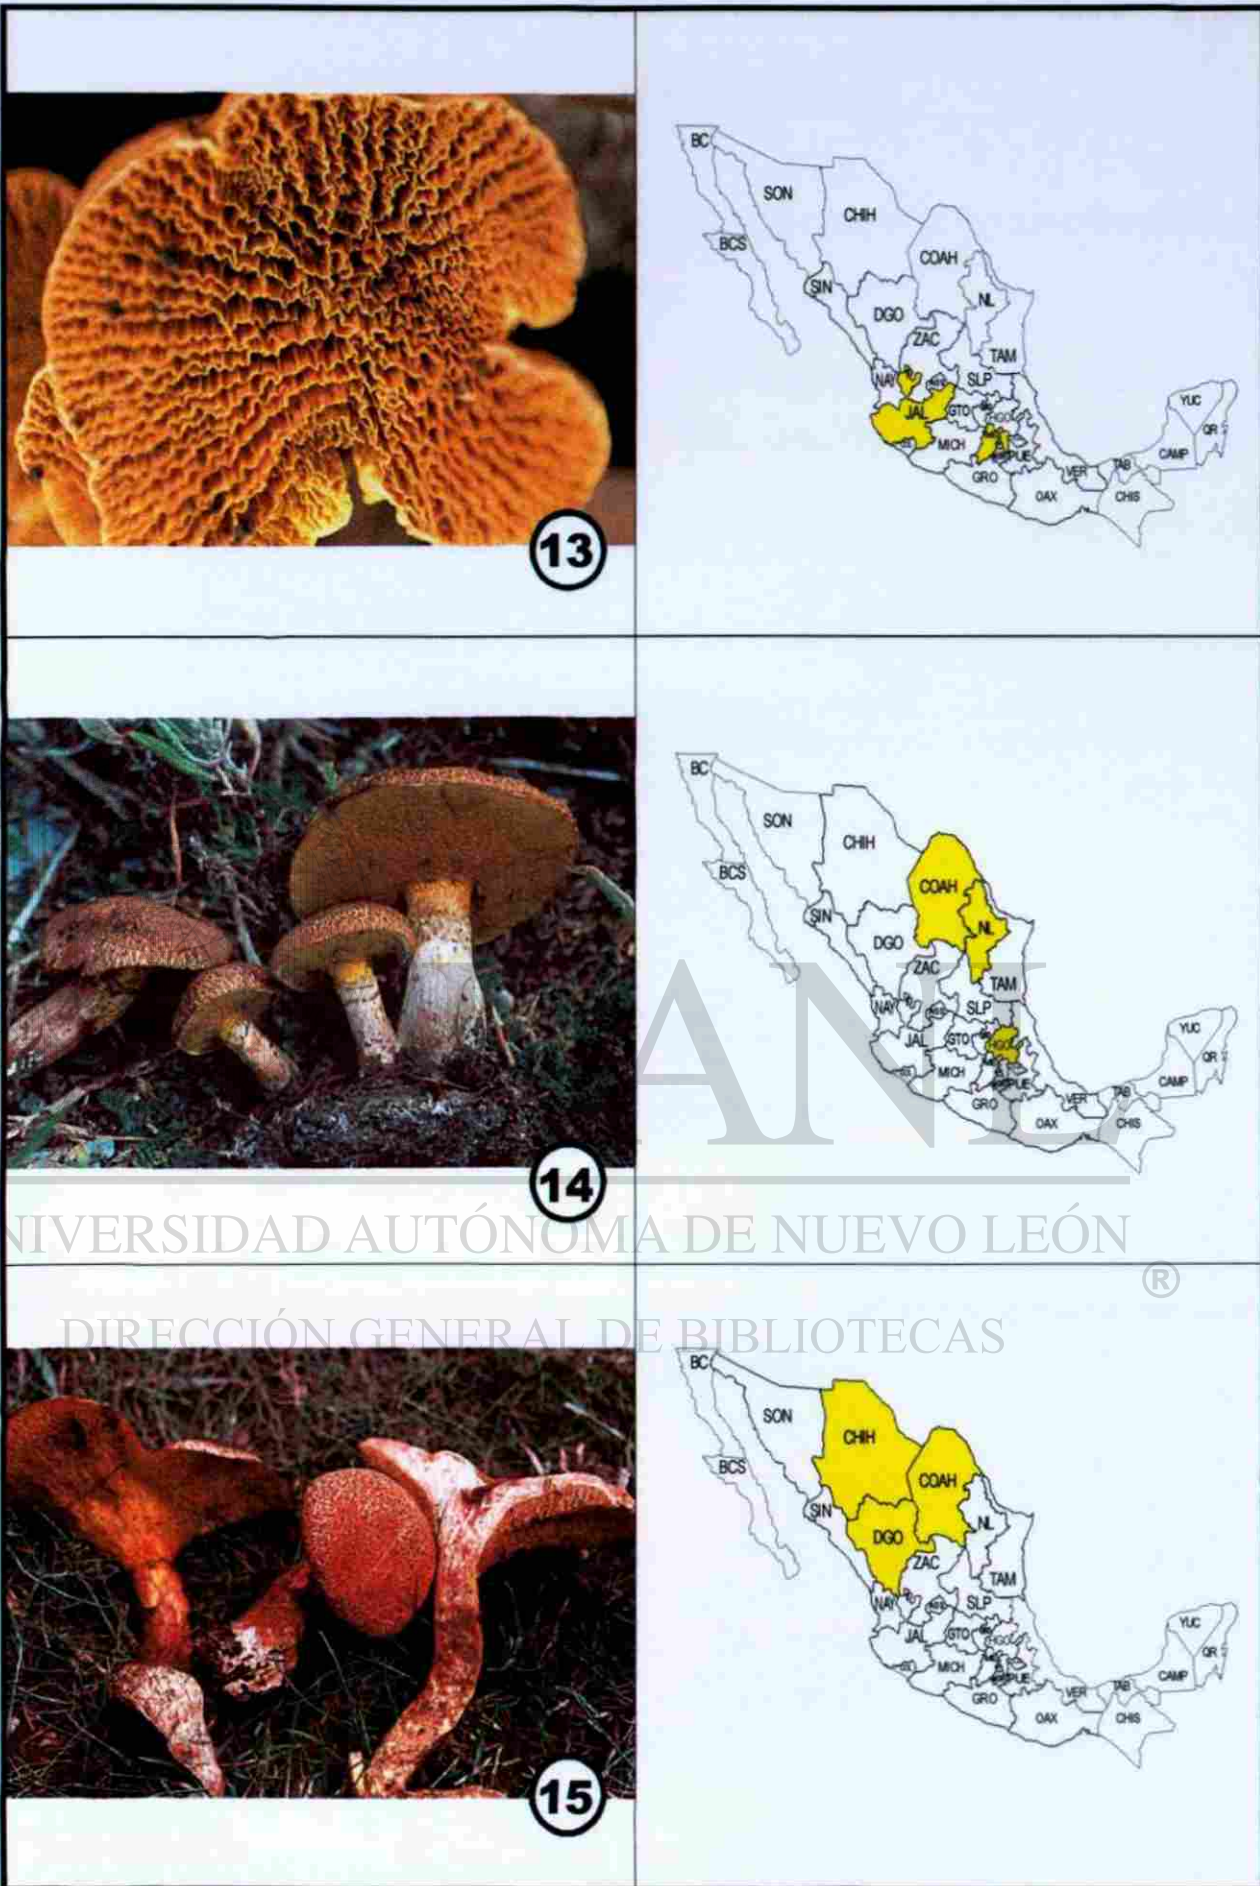 BC
SON
CHIH
BCS
COAH
SIN
NL
DGO
ZAC
TAM
NAY
SLP
JAL
GTO
HGO
YUC
QR
MICH
PUE
CAMP
GRO
VER
TAB
OAX
CHIS
13
BC
SON
CHIH
BCS
COAH
SIN
NL
DGO
ZAC
TAM
NAY
SLP
JAL
GTO
HGO
YUC
QR
MICH
PUE
CAMP
GRO
VER
TAB
OAX
CHIS
14
UANL
UNIVERSIDAD AUTÓNOMA DE NUEVO LEÓN
®
DIRECCIÓN GENERAL DE BIBLIOTECAS
BC
SON
CHIH
BCS
COAH
SIN
NL
DGO
ZAC
TAM
NAY
SLP
JAL
GTO
HGO
YUC
QR
MICH
PUE
CAMP
GRO
VER
TAB
OAX
CHIS
15